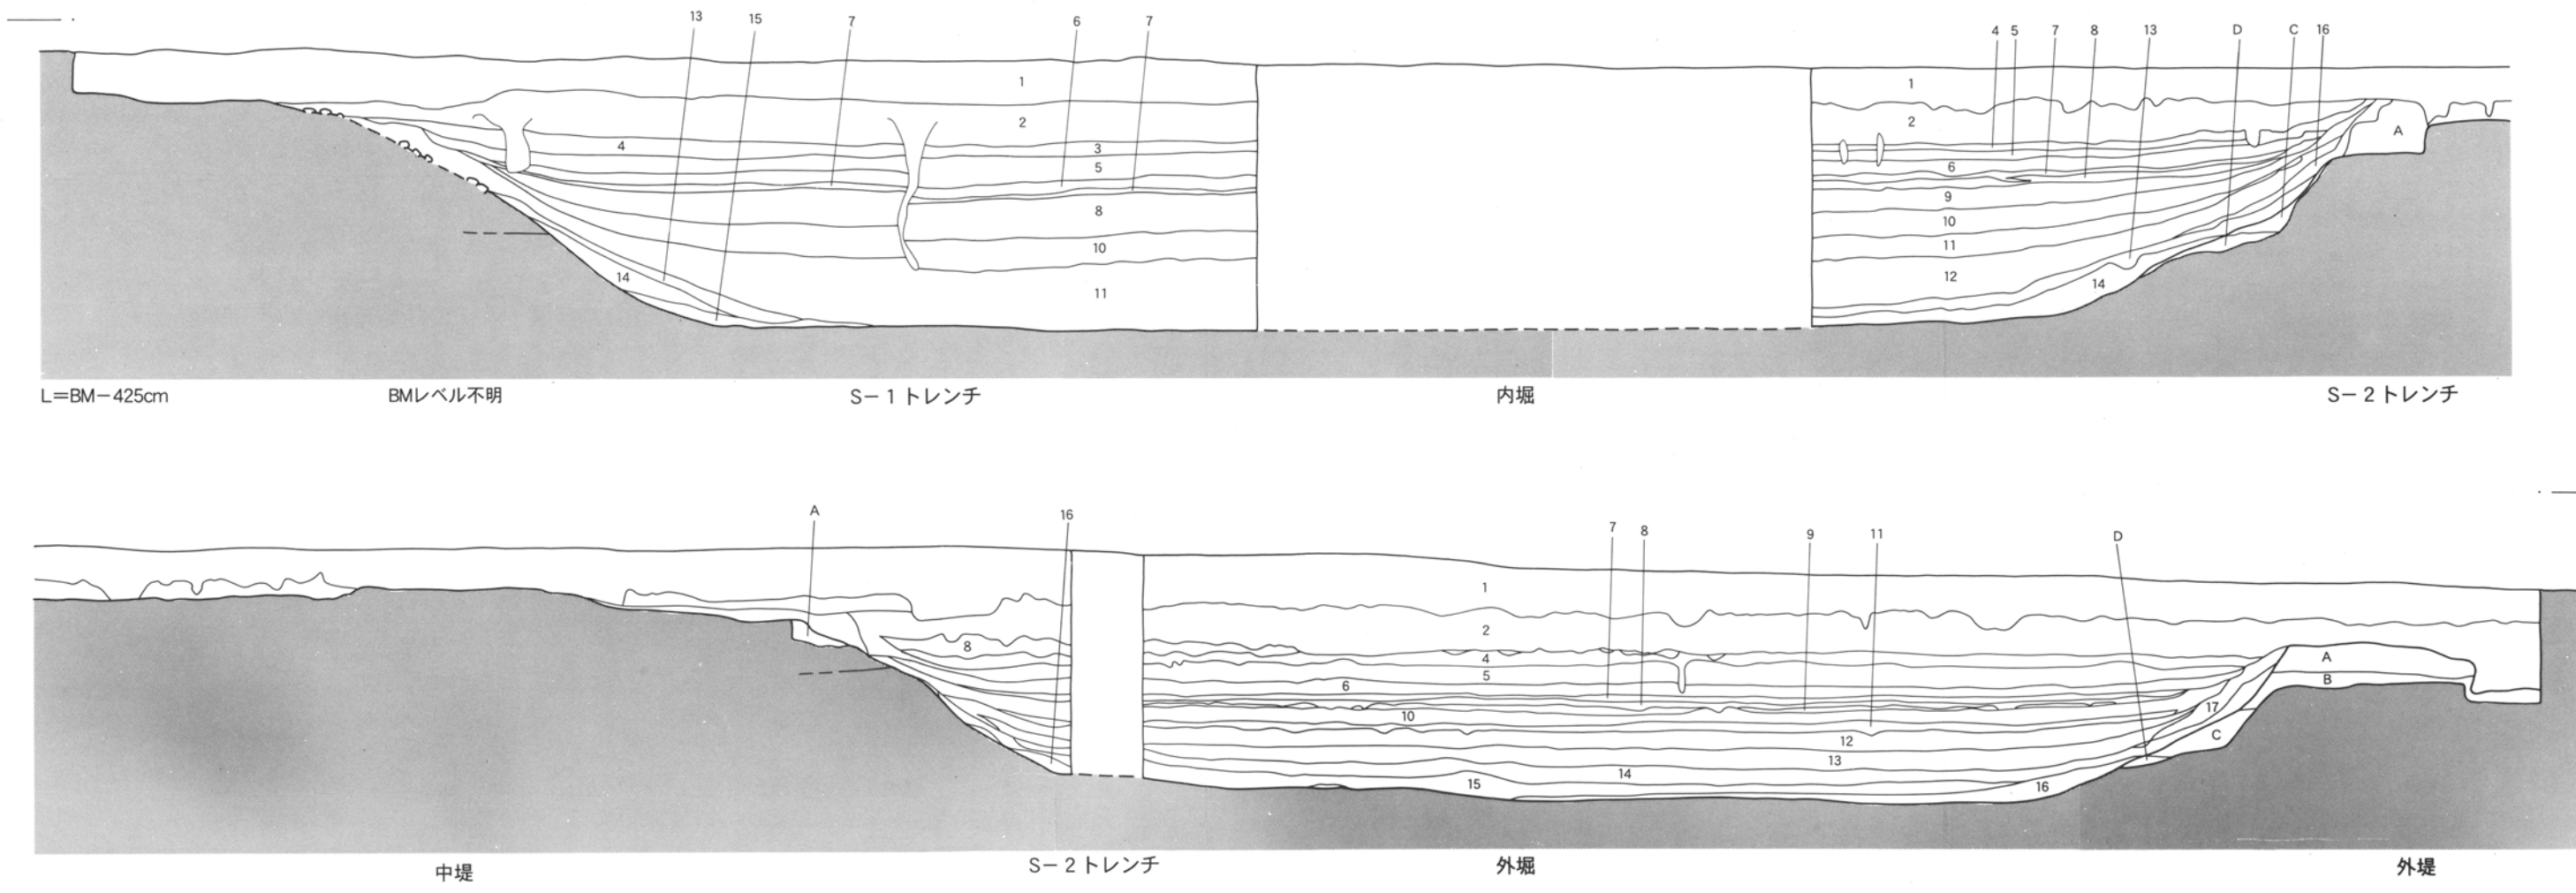 13 15 7 6 7 4 5 7 8 13 D C 16
1 1
2 2 A
4 3
5 6
8 9
10 10
11
14 11 12 14
L=BM−425cm BMレベル不明 S−1トレンチ 内堀 S−2トレンチ
A 16 7 8 9 11 D
1
2
8 4 A
5 B
6
10 17
12 C
13
14
15 16
中堤 S−2トレンチ 外堀 外堤